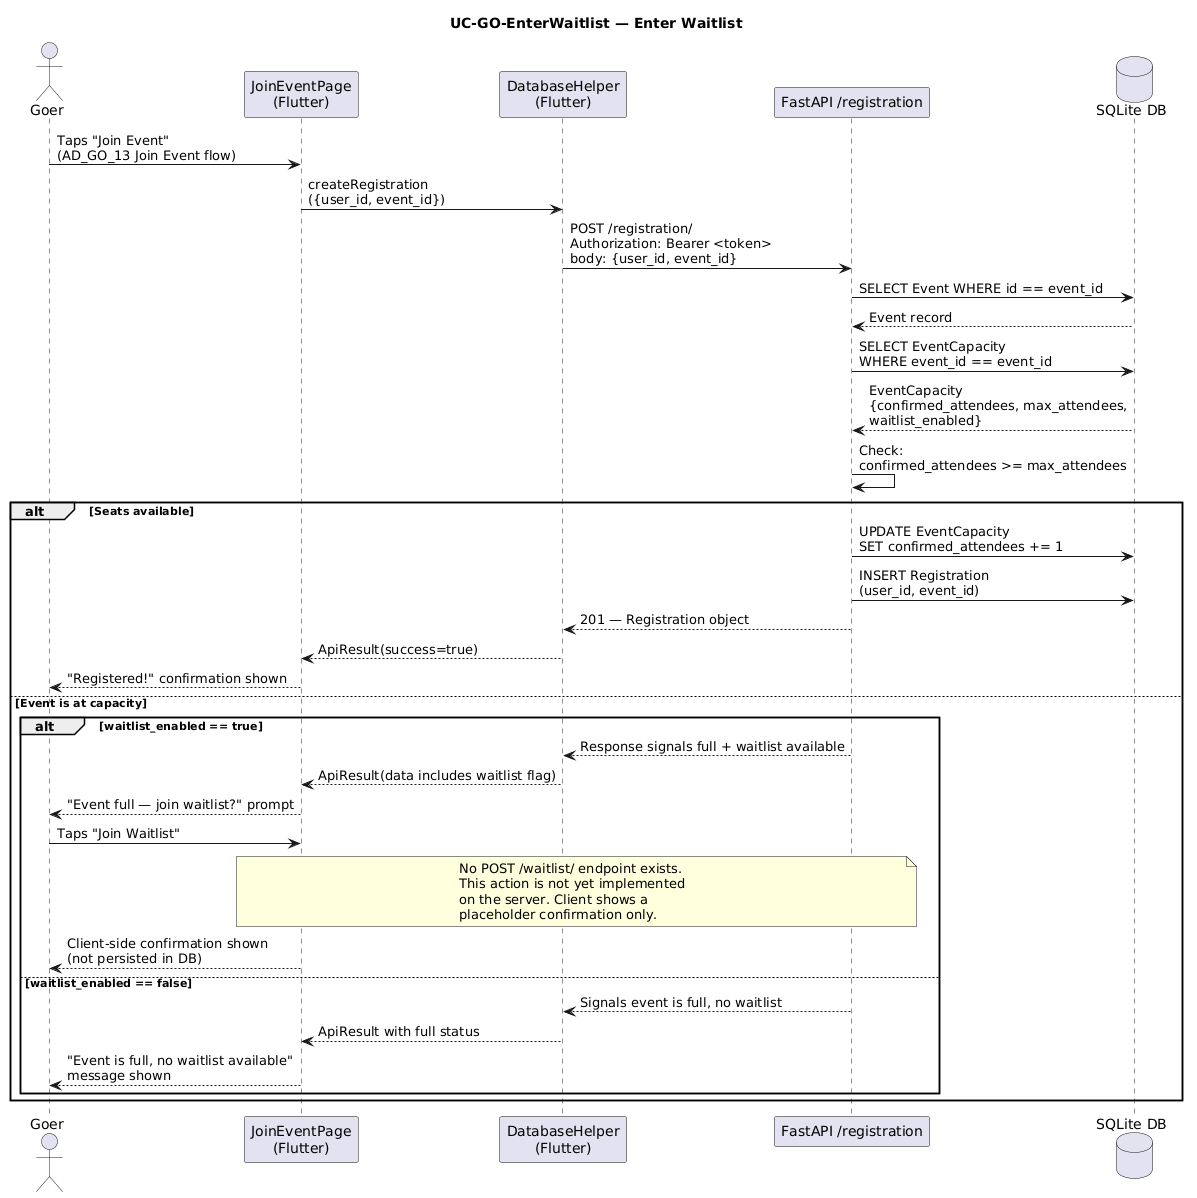 UC-GO-EnterWaitlist — Enter Waitlist
Goer
JoinEventPage
(Flutter)
DatabaseHelper
(Flutter)
FastAPI /registration
SQLite DB
Taps "Join Event"
(AD_GO_13 Join Event flow)
createRegistration
({user_id, event_id})
POST /registration/
Authorization: Bearer <token>
body: {user_id, event_id}
SELECT Event WHERE id == event_id
Event record
SELECT EventCapacity
WHERE event_id == event_id
EventCapacity
{confirmed_attendees, max_attendees,
waitlist_enabled}
Check:
confirmed_attendees >= max_attendees
alt
[Seats available]
UPDATE EventCapacity
SET confirmed_attendees += 1
INSERT Registration
(user_id, event_id)
201 — Registration object
ApiResult(success=true)
"Registered!" confirmation shown
[Event is at capacity]
alt
[waitlist_enabled == true]
Response signals full + waitlist available
ApiResult(data includes waitlist flag)
"Event full — join waitlist?" prompt
Taps "Join Waitlist"
No POST /waitlist/ endpoint exists.
This action is not yet implemented
on the server. Client shows a
placeholder confirmation only.
Client-side confirmation shown
(not persisted in DB)
[waitlist_enabled == false]
Signals event is full, no waitlist
ApiResult with full status
"Event is full, no waitlist available"
message shown
Goer
JoinEventPage
(Flutter)
DatabaseHelper
(Flutter)
FastAPI /registration
SQLite DB